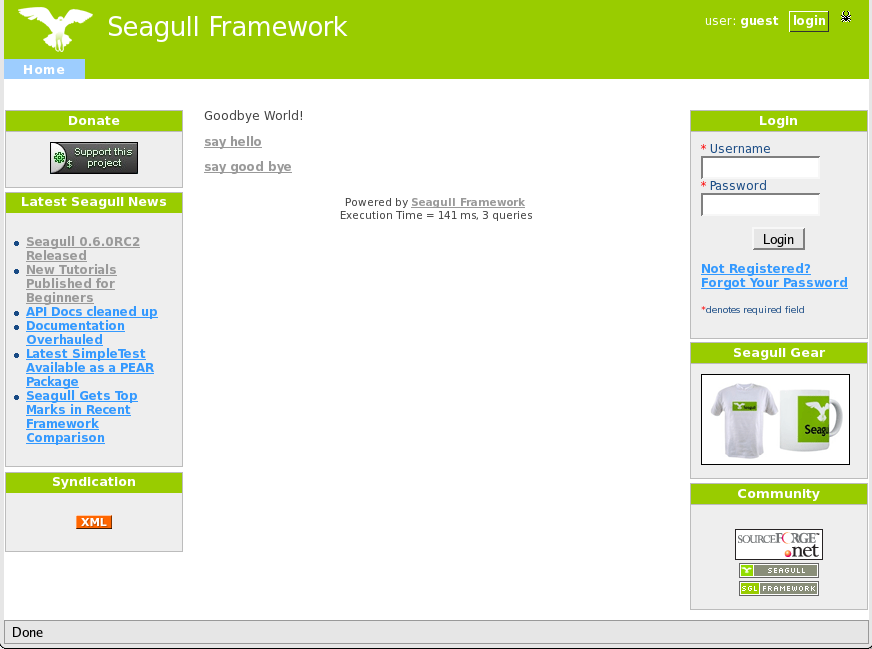 Seagull Framework
user: guest login
Home
Donate
Support this
$ project
Latest Seagull News
Seagull 0.6.0RC2
Released
New Tutorials
Published for
Beginners
API Docs cleaned up
Documentation
Overhauled
Latest SimpleTest
Available as a PEAR
Package
Seagull Gets Top
Marks in Recent
Framework
Comparison
Syndication
XML
Goodbye World!
say hello
say good bye
Powered by Seagull Framework
Execution Time = 141 ms, 3 queries
Login
* Username
* Password
Login
Not Registered?
Forgot Your Password
*denotes required field
Seagull Gear
Seagull
Seagu
Community
SOURCEFORGE™
.net
SEAGULL
SGL FRAMEWORK
Done